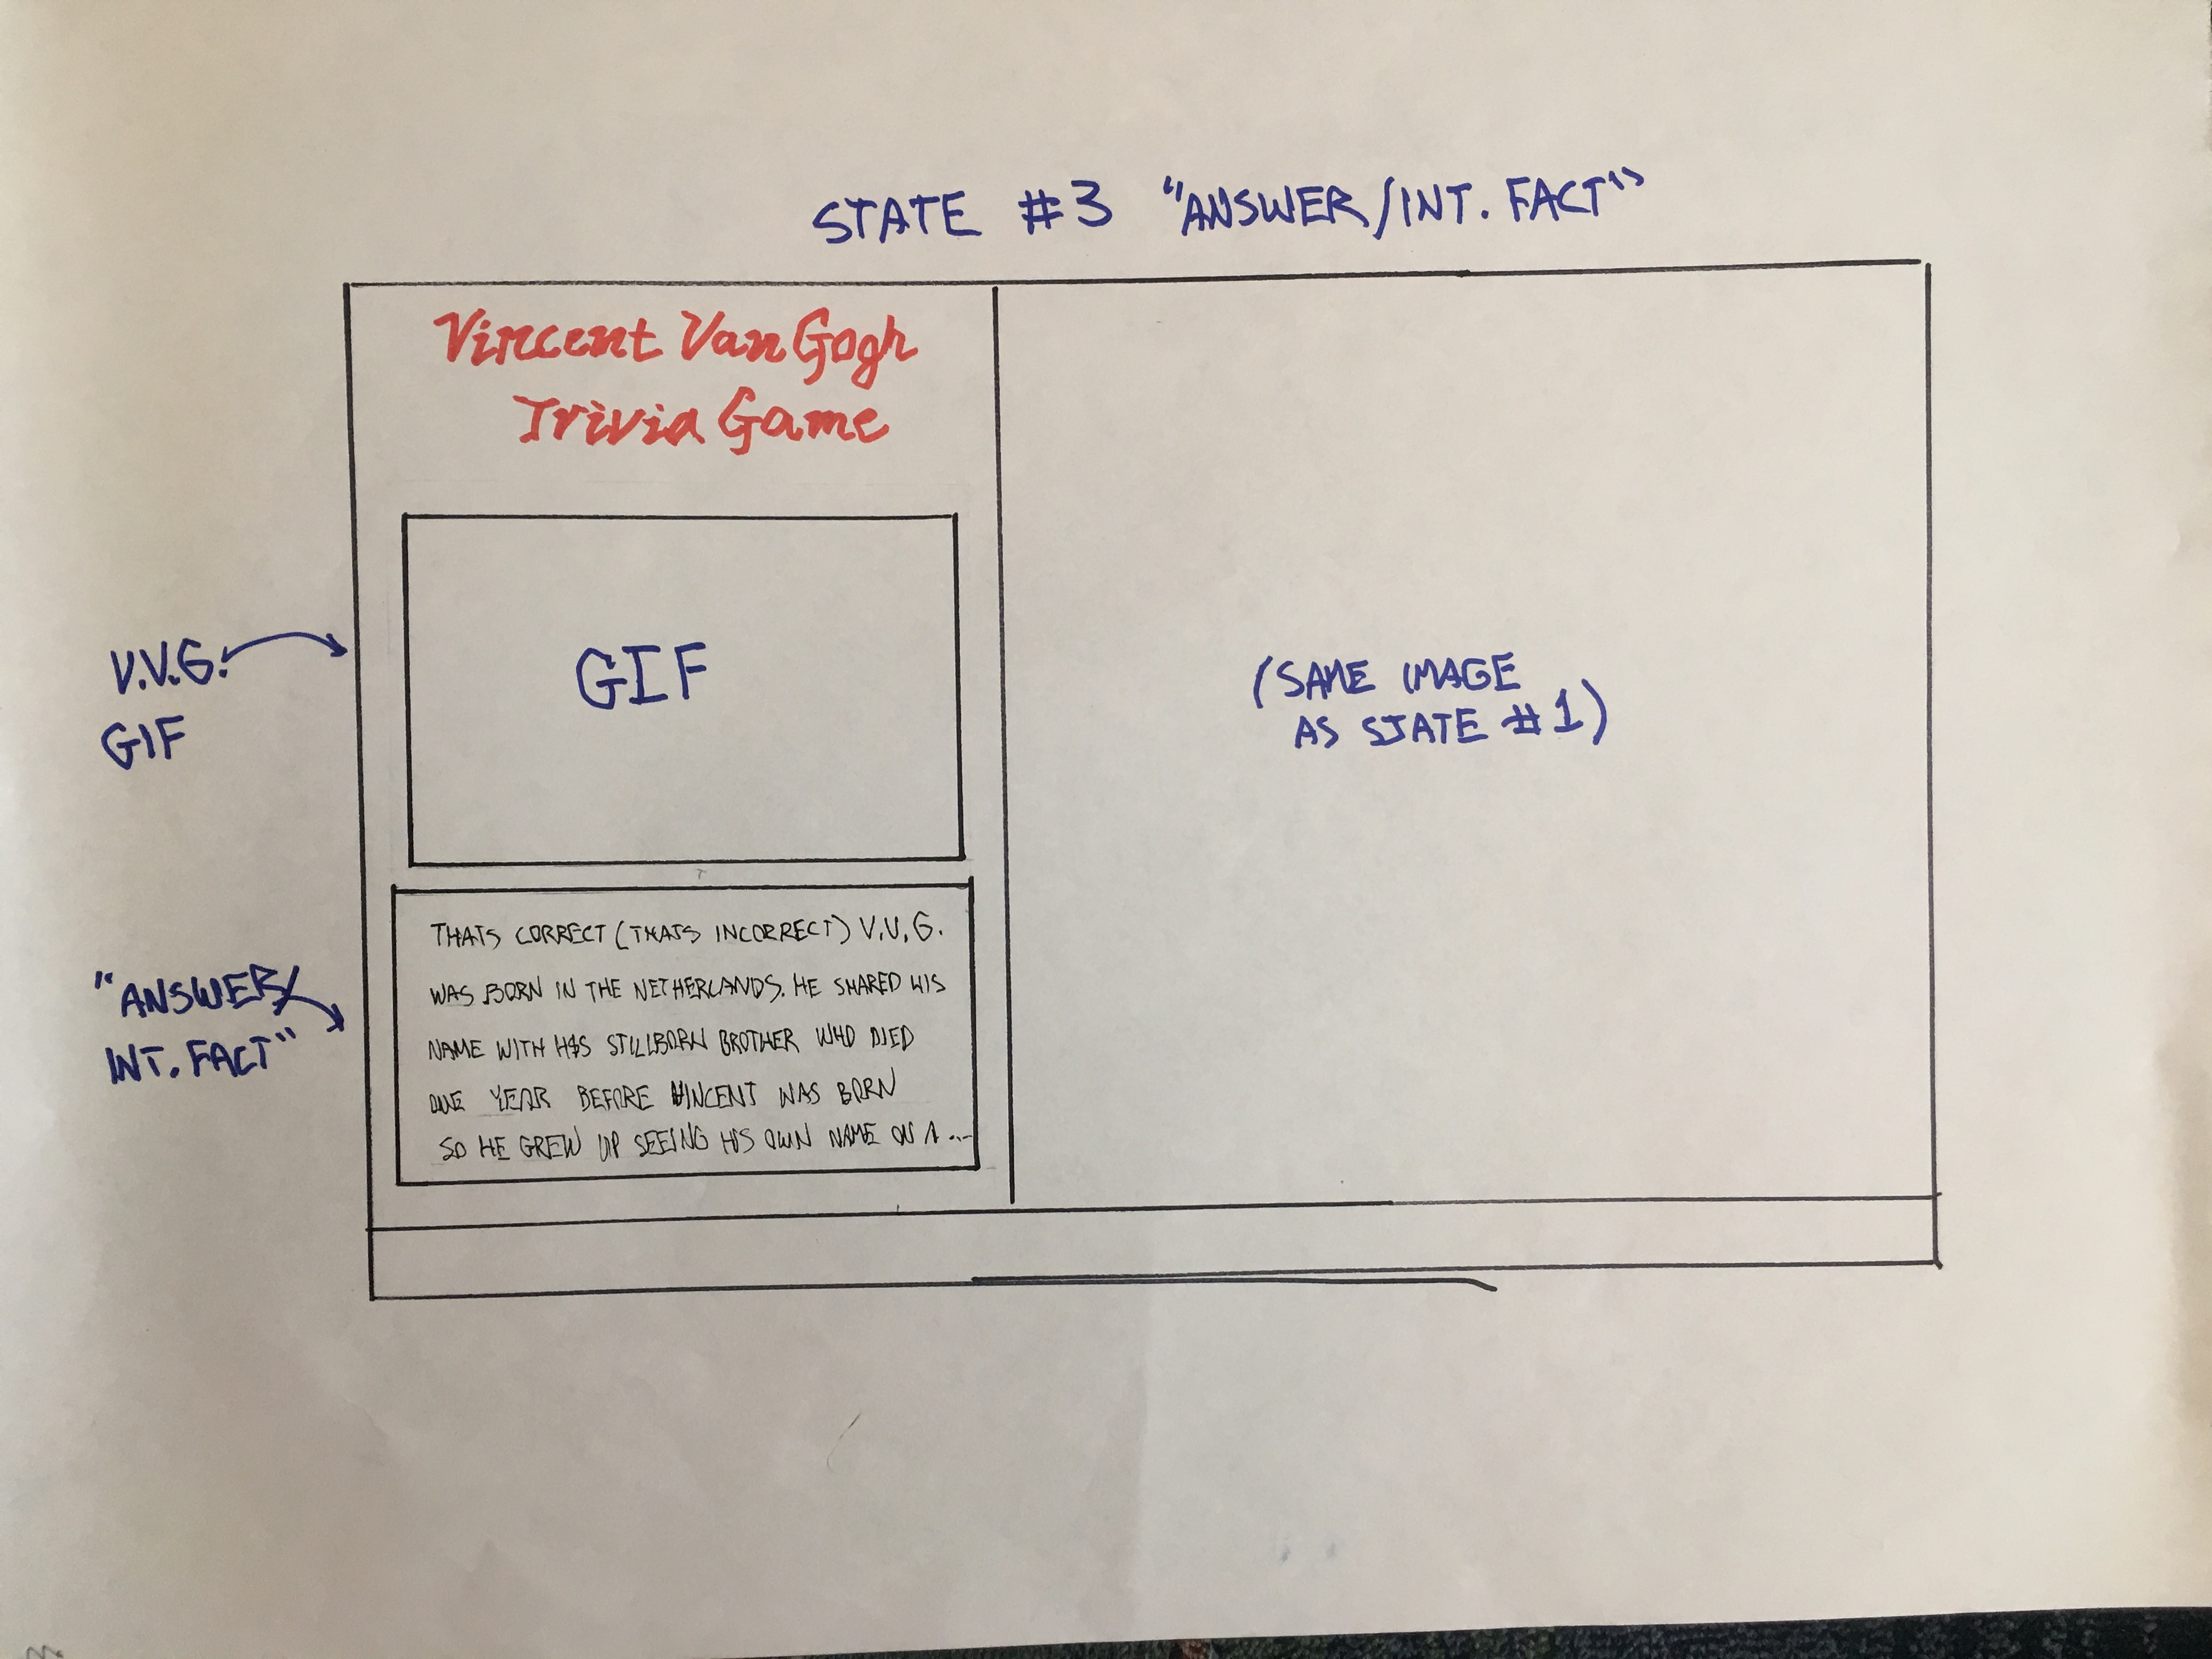 STATE #3 "ANSWER/INT. FACT"
Vincent Van Gogh
Trivia Game
V.V.G.
GIF
GIF
(SAME IMAGE
AS STATE #1)
"ANSWER/
INT. FACT"
THATS CORRECT (THATS INCORRECT) V.V.G.
WAS BORN IN THE NETHERLANDS. HE SHARED HIS
NAME WITH HIS STILLBORN BROTHER WHO DIED
ONE YEAR BEFORE VINCENT WAS BORN
SO HE GREW UP SEEING HIS OWN NAME ON A ...